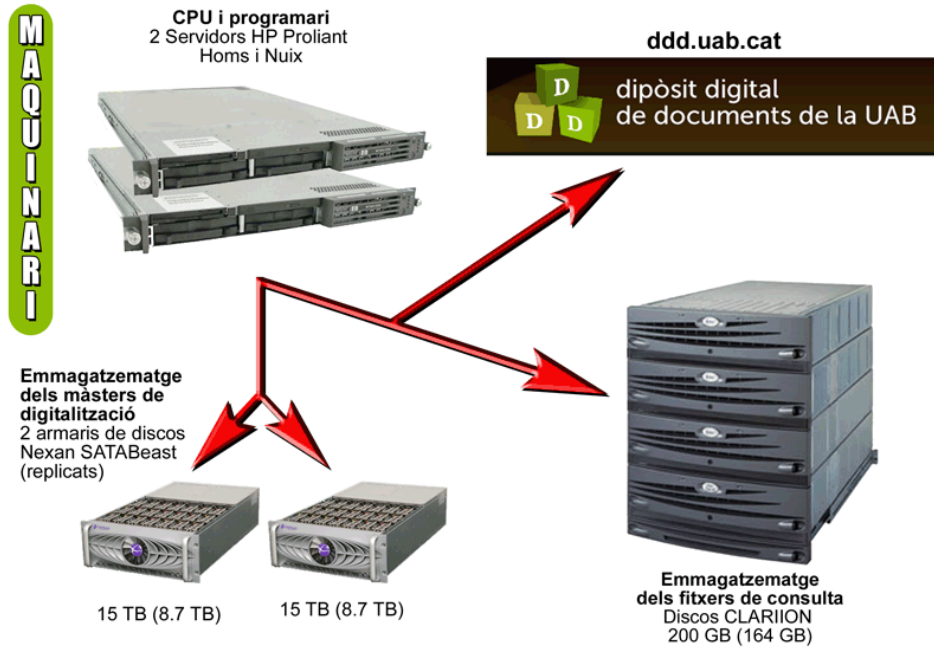 MAQUINARI
CPU i programari
2 Servidors HP Proliant
Homs i Nuix
ddd.uab.cat
D
D D
dipòsit digital
de documents de la UAB
Emmagatzematge
dels màsters de
digitalització
2 armaris de discos
Nexan SATABeast
(replicats)
15 TB (8.7 TB)
15 TB (8.7 TB)
Emmagatzematge
dels fitxers de consulta
Discos CLARIION
200 GB (164 GB)